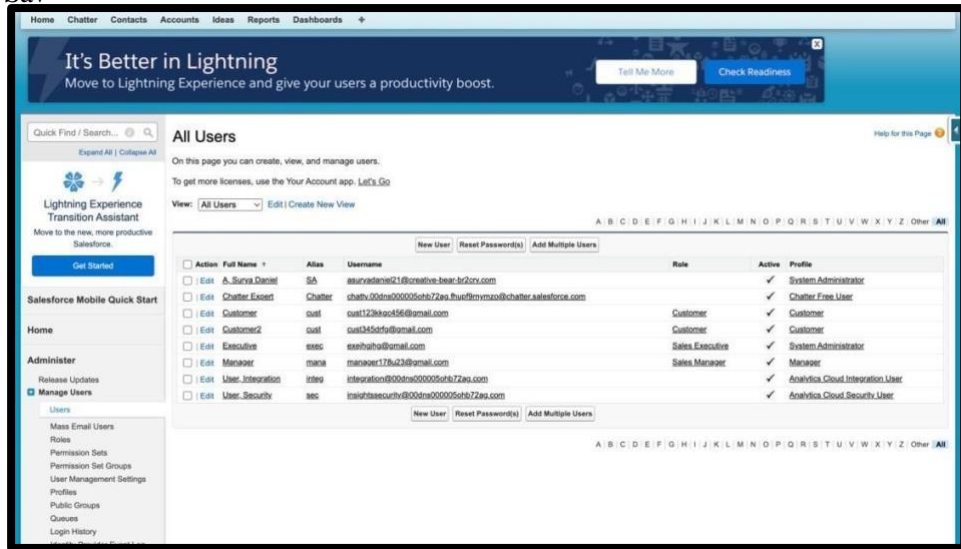 Home Chatter Contacts Accounts Ideas Reports Dashboards +
It's Better in Lightning
Move to Lightning Experience and give your users a productivity boost.
Tell Me More Check Readiness
Quick Find / Search...
Expand All | Collapse All
Lightning Experience
Transition Assistant
Move to the new, more productive
Salesforce.
Get Started
Salesforce Mobile Quick Start
Home
Administer
Release Updates
Manage Users
Users
Mass Email Users
Roles
Permission Sets
Permission Set Groups
User Management Settings
Profiles
Public Groups
Queues
Login History
All Users
Help for this Page
On this page you can create, view, and manage users.
To get more licenses, use the Your Account app. Let's Go
View: All Users Edit | Create New View
A B C D E F G H I J K L M N O P Q R S T U V W X Y Z Other All
New User Reset Password(s) Add Multiple Users
Action Full Name Alias Username Role Active Profile
Edit A, Surya Daniel SA asuryadaniel21@creative-bear-br2crv.com System Administrator
Edit Chatter Expert Chatter Chatter Free User
Edit Customer cust Customer Customer
Edit Customer2 cust Customer Customer
Edit Executive exec Sales Executive System Administrator
Edit Manager mana manager178u23@gmail.com Sales Manager Manager
Edit User, Integration integ integration@00dns000005ohb72ag.com Analytics Cloud Integration User
Edit User, Security sec insightssecurity@00dns000005ohb72ag.com Analytics Cloud Security User
New User Reset Password(s) Add Multiple Users
A B C D E F G H I J K L M N O P Q R S T U V W X Y Z Other All